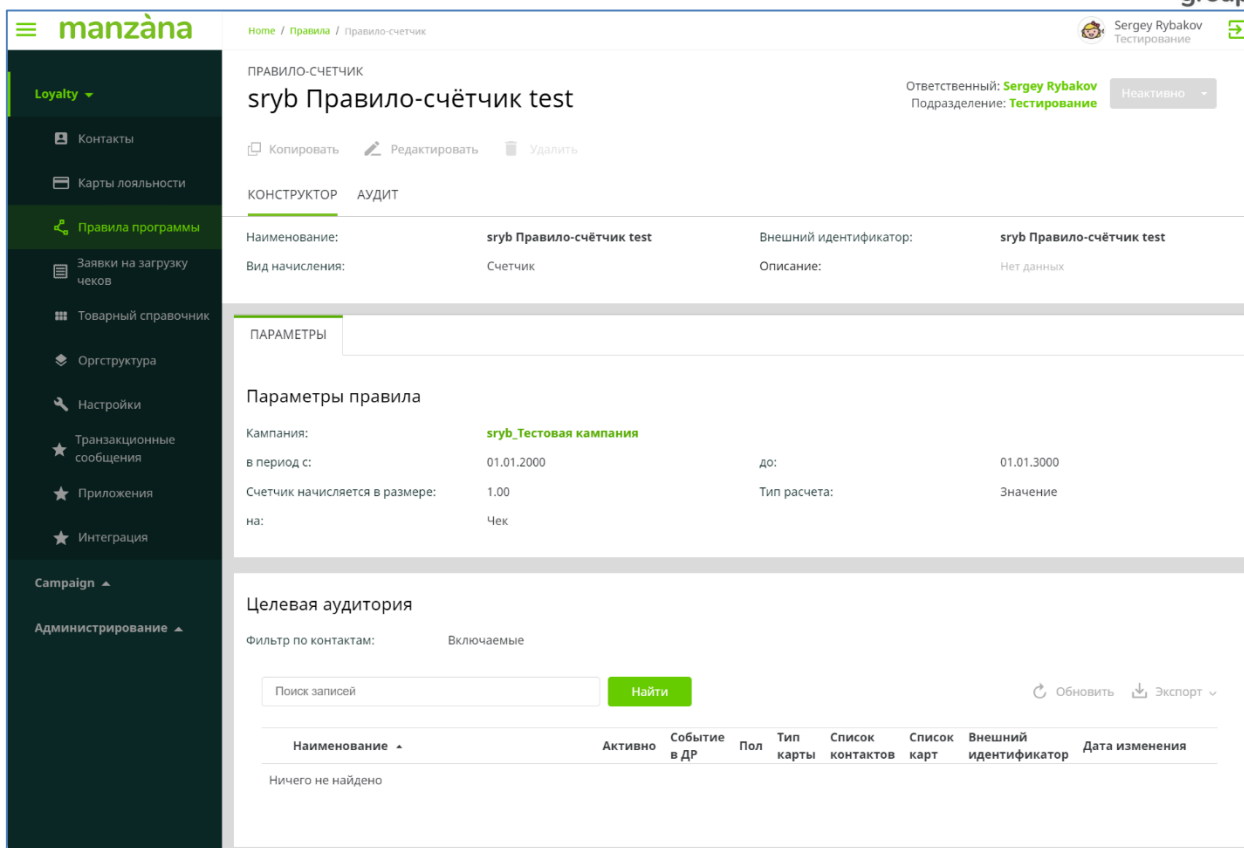 group
manzàna
Home / Правила / Правило-счетчик
Sergey Rybakov
Тестирование
Loyalty
Контакты
Карты лояльности
Правила программы
Заявки на загрузку
чеков
Товарный справочник
Оргструктура
Настройки
Транзакционные
сообщения
Приложения
Интеграция
Campaign
Администрирование
ПРАВИЛО-СЧЕТЧИК
sryb Правило-счётчик test
Ответственный: Sergey Rybakov
Подразделение: Тестирование
Неактивно
Копировать Редактировать Удалить
КОНСТРУКТОР АУДИТ
Наименование: sryb Правило-счётчик test Внешний идентификатор: sryb Правило-счётчик test
Вид начисления: Счетчик Описание: Нет данных
ПАРАМЕТРЫ
Параметры правила
Кампания: sryb_Тестовая кампания
в период с: 01.01.2000 до: 01.01.3000
Счетчик начисляется в размере: 1.00 Тип расчета: Значение
на: Чек
Целевая аудитория
Фильтр по контактам: Включаемые
Поиск записей Найти Обновить Экспорт
Наименование Активно Событие в ДР Пол Тип карты Список контактов Список карт Внешний идентификатор Дата изменения
Ничего не найдено